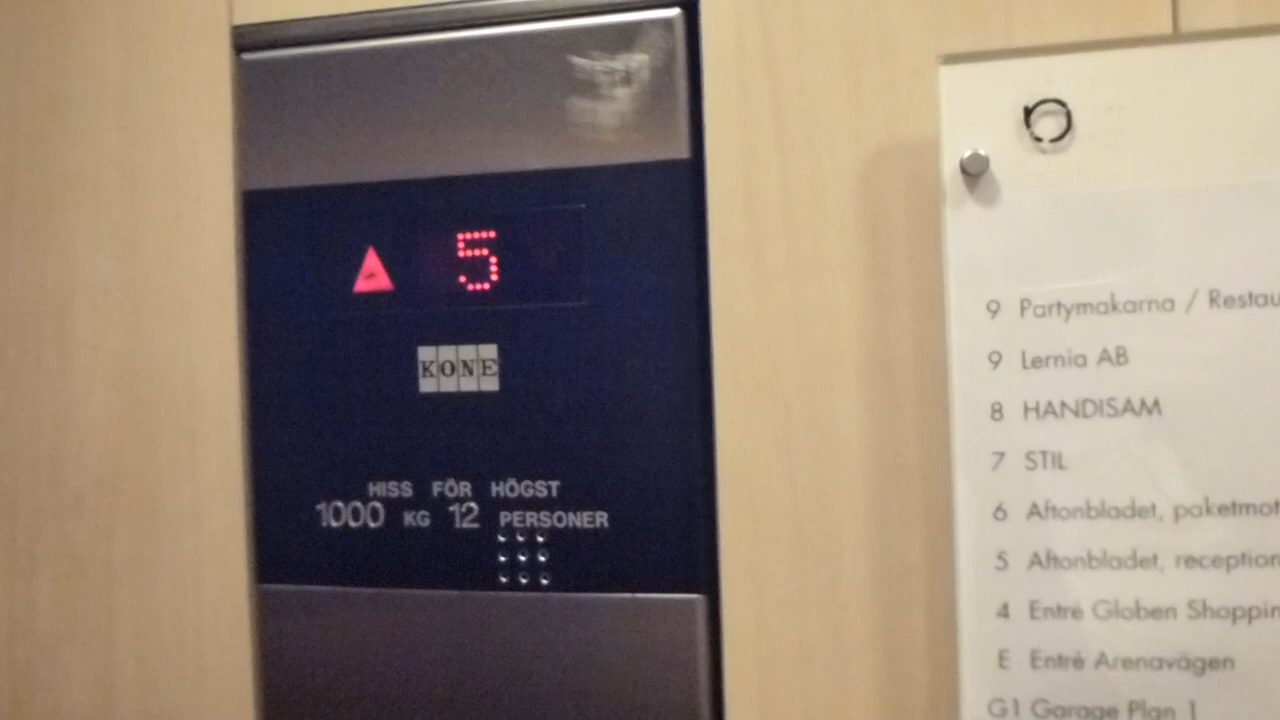 5
KONE
HISS FÖR HÖGST
1000 KG 12 PERSONER
9 Partymakarna / Restau
9 Lernia AB
8 HANDISAM
7 STIL
6 Aftonbladet, paketmot
5 Aftonbladet, reception
4 Entré Globen Shoppin
E Entré Arenavägen
G1 Garage Plan 1